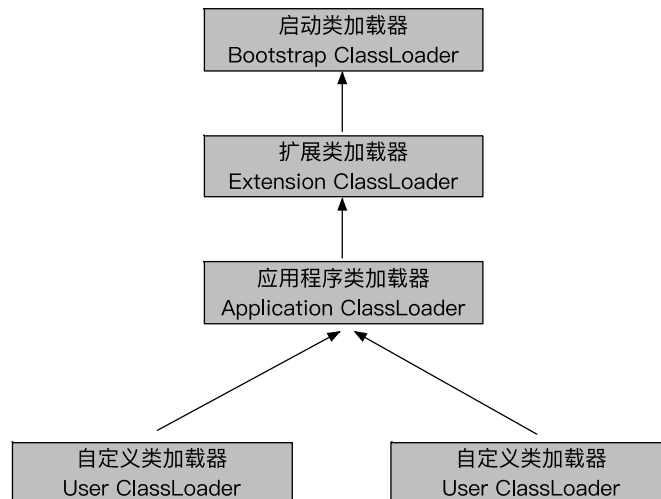 启动类加载器
Bootstrap ClassLoader
扩展类加载器
Extension ClassLoader
应用程序类加载器
Application ClassLoader
自定义类加载器
User ClassLoader
自定义类加载器
User ClassLoader